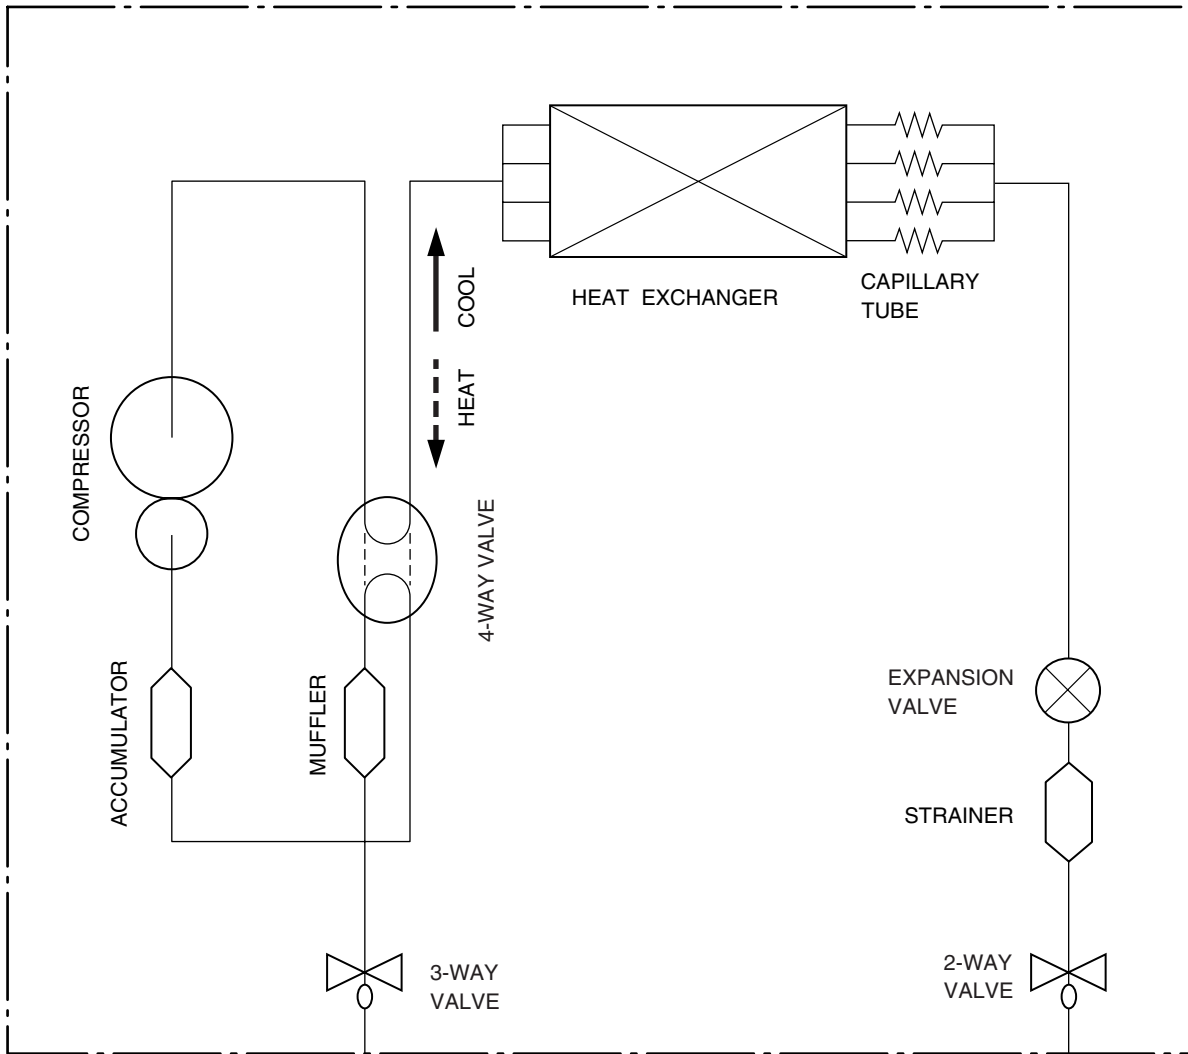 HEAT EXCHANGER
CAPILLARY
TUBE
COOL
HEAT
COMPRESSOR
4-WAY VALVE
ACCUMULATOR
MUFFLER
EXPANSION
VALVE
STRAINER
3-WAY
VALVE
2-WAY
VALVE